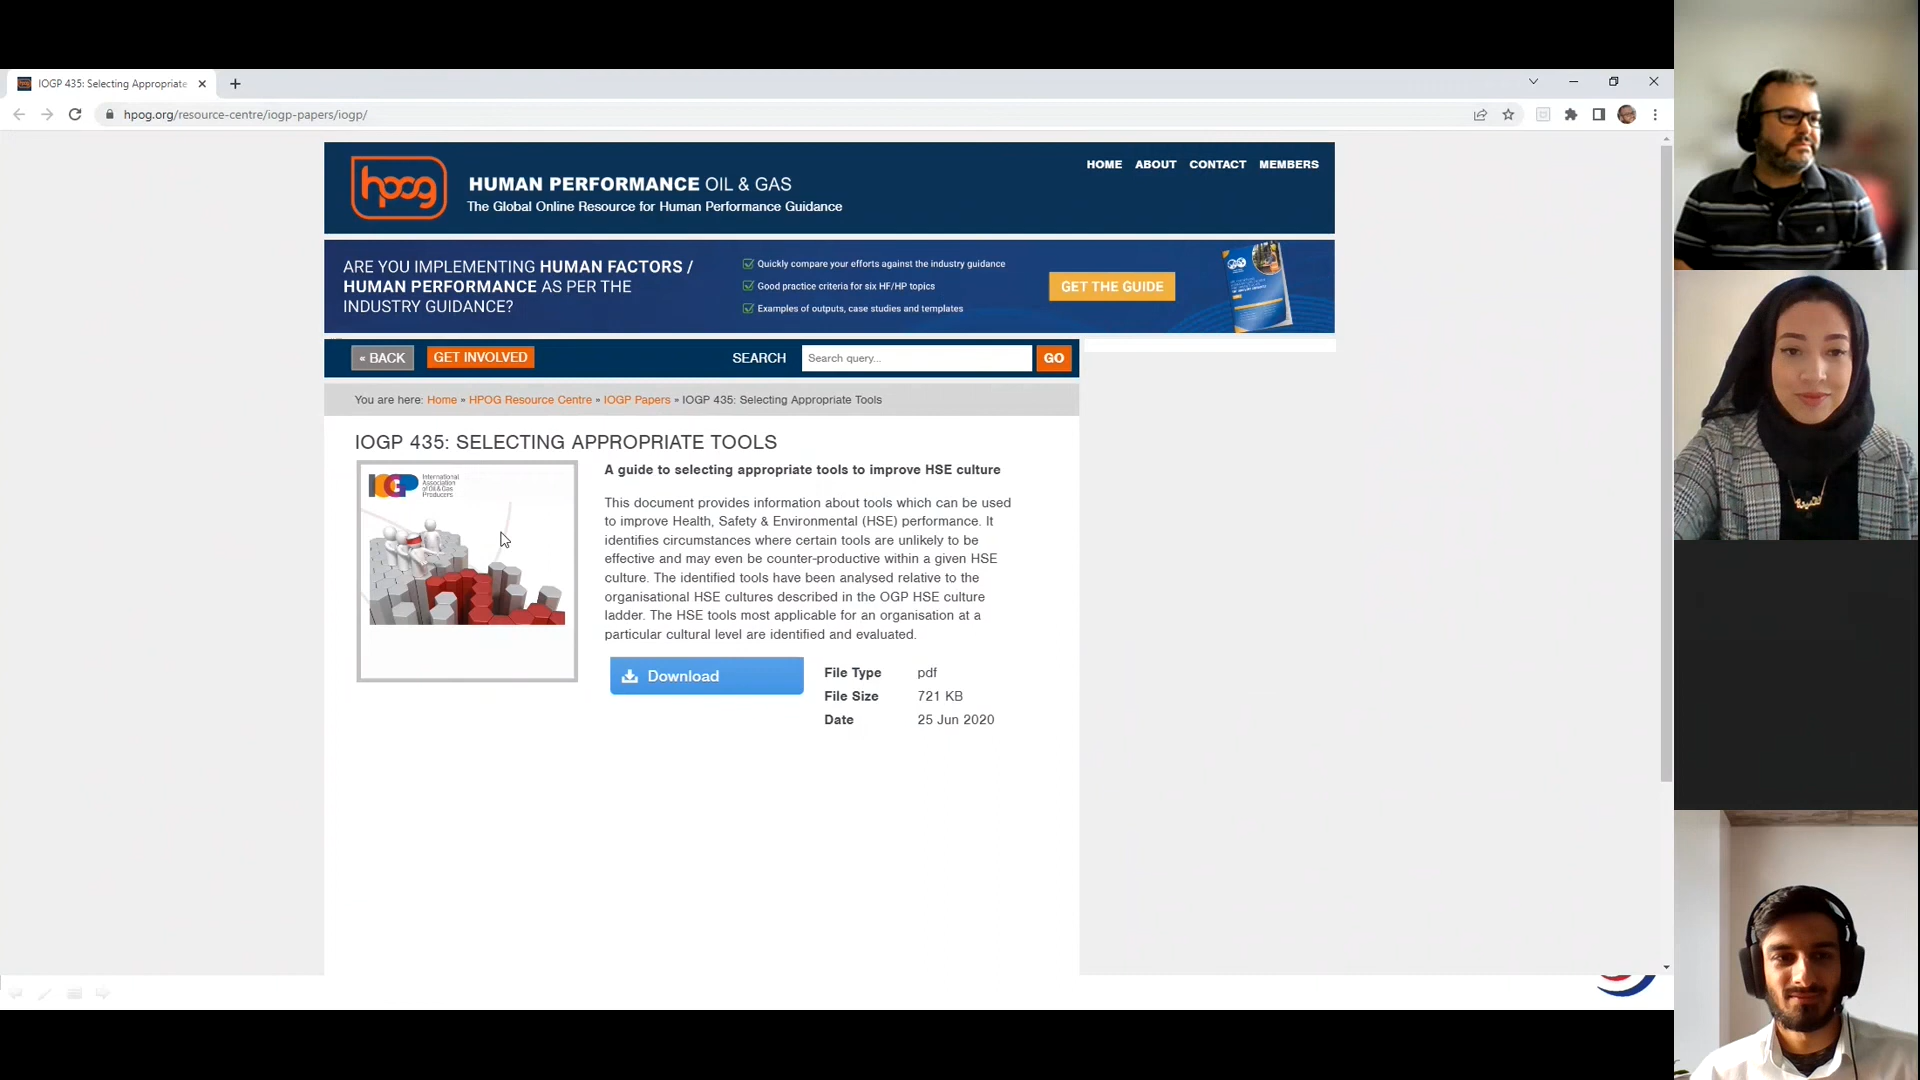 IOGP 435: Selecting Appropriate
hpog.org/resource-centre/iogp-papers/iogp/
hpog
HUMAN PERFORMANCE OIL & GAS
The Global Online Resource for Human Performance Guidance
HOME ABOUT CONTACT MEMBERS
ARE YOU IMPLEMENTING HUMAN FACTORS /
HUMAN PERFORMANCE AS PER THE
INDUSTRY GUIDANCE?
Quickly compare your efforts against the industry guidance
Good practice criteria for six HF/HP topics
Examples of outputs, case studies and templates
GET THE GUIDE
« BACK GET INVOLVED SEARCH Search query... GO
You are here: Home » HPOG Resource Centre » IOGP Papers » IOGP 435: Selecting Appropriate Tools
IOGP 435: SELECTING APPROPRIATE TOOLS
IOGP
International
Association
of Oil & Gas
Producers
A guide to selecting appropriate tools to improve HSE culture
This document provides information about tools which can be used
to improve Health, Safety & Environmental (HSE) performance. It
identifies circumstances where certain tools are unlikely to be
effective and may even be counter-productive within a given HSE
culture. The identified tools have been analysed relative to the
organisational HSE cultures described in the OGP HSE culture
ladder. The HSE tools most applicable for an organisation at a
particular cultural level are identified and evaluated.
Download
File Type pdf
File Size 721 KB
Date 25 Jun 2020